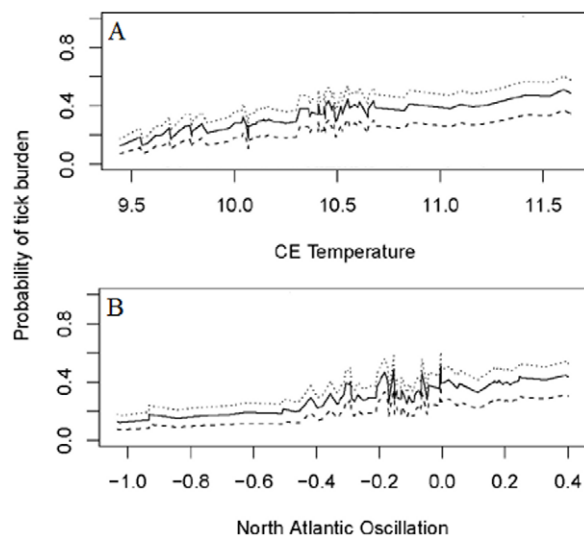 A
0.8
0.4
0.0
9.5 10.0 10.5 11.0 11.5
CE Temperature
Probability of tick burden
B
0.8
0.4
0.0
−1.0 −0.8 −0.6 −0.4 −0.2 0.0 0.2 0.4
North Atlantic Oscillation